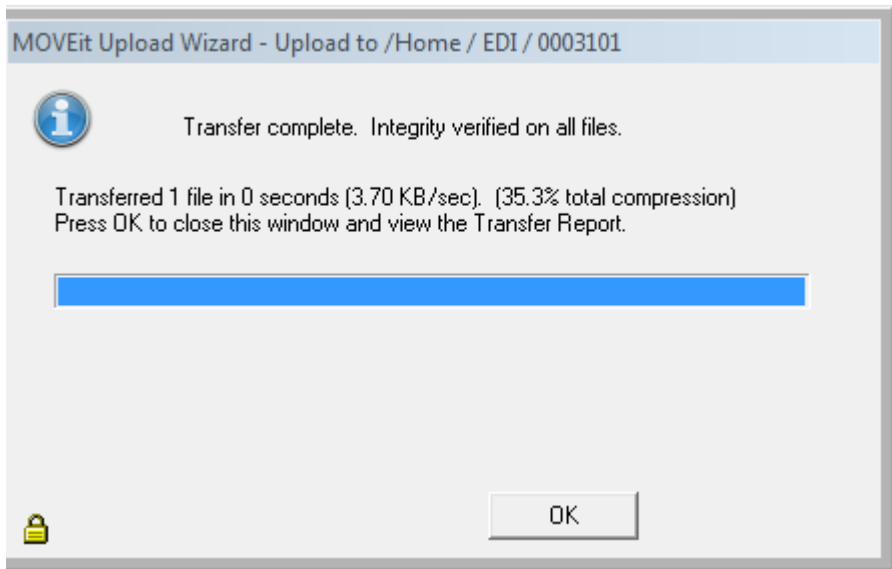 MOVEit Upload Wizard - Upload to /Home / EDI / 0003101
Transfer complete.  Integrity verified on all files.
Transferred 1 file in 0 seconds (3.70 KB/sec).  (35.3% total compression)
Press OK to close this window and view the Transfer Report.
OK